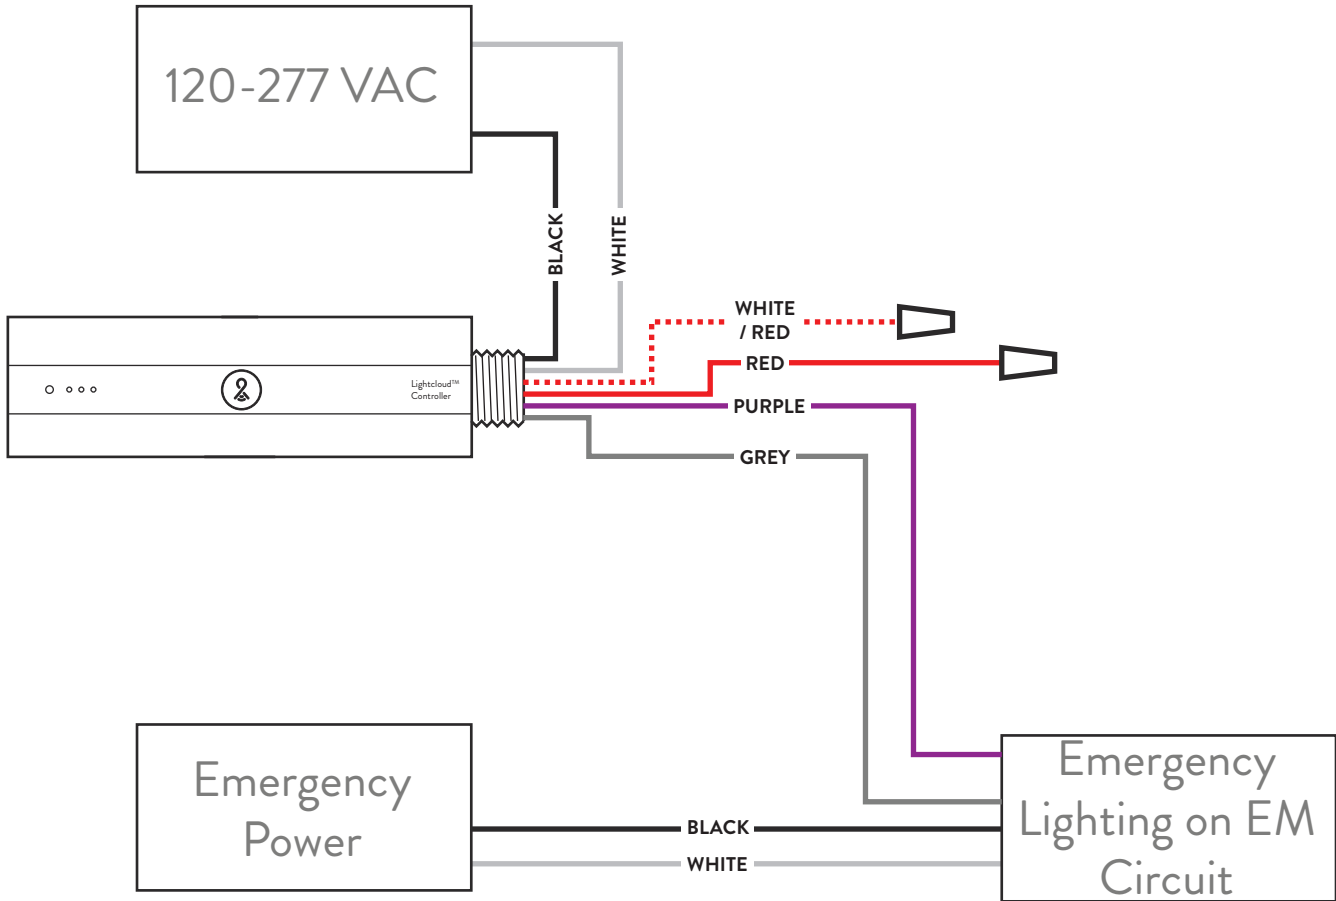 120-277 VAC
BLACK
WHITE
WHITE
/ RED
RED
Lightcloud™
Controller
PURPLE
GREY
Emergency
Power
BLACK
WHITE
Emergency
Lighting on EM
Circuit